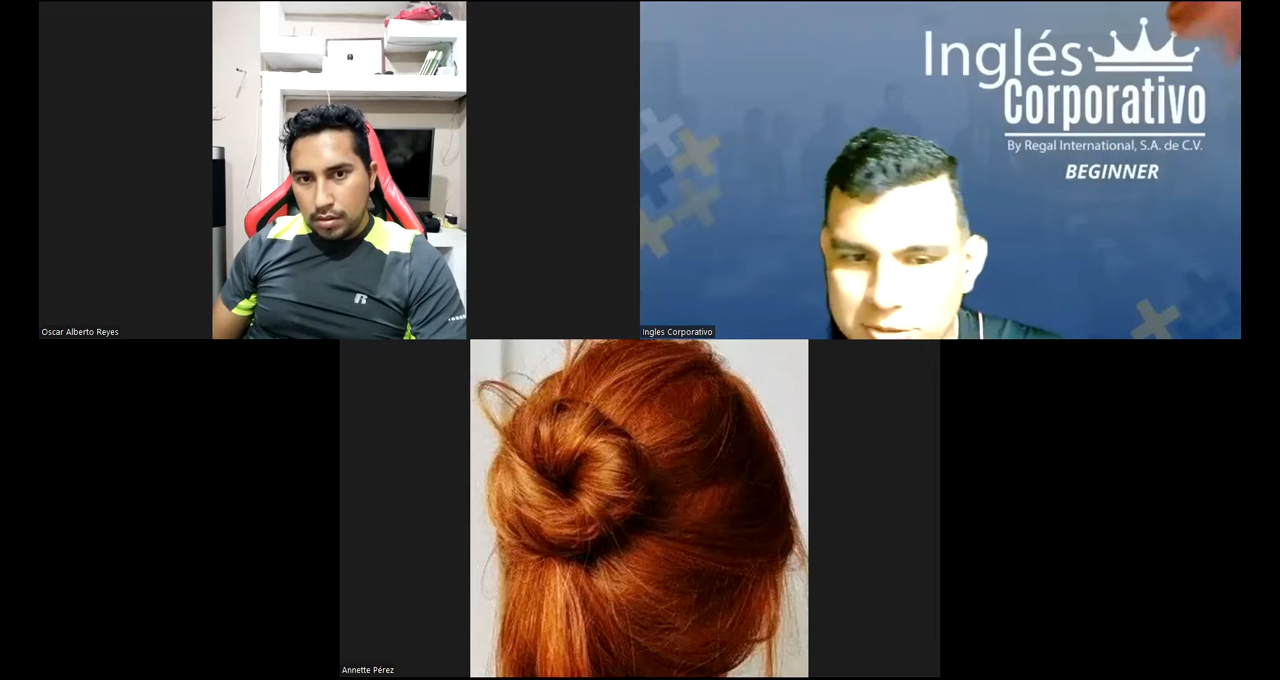 Inglés
Corporativo
By Regal International, S.A. de C.V.
BEGINNER
R
Oscar Alberto Reyes
Ingles Corporativo
Annette Pérez